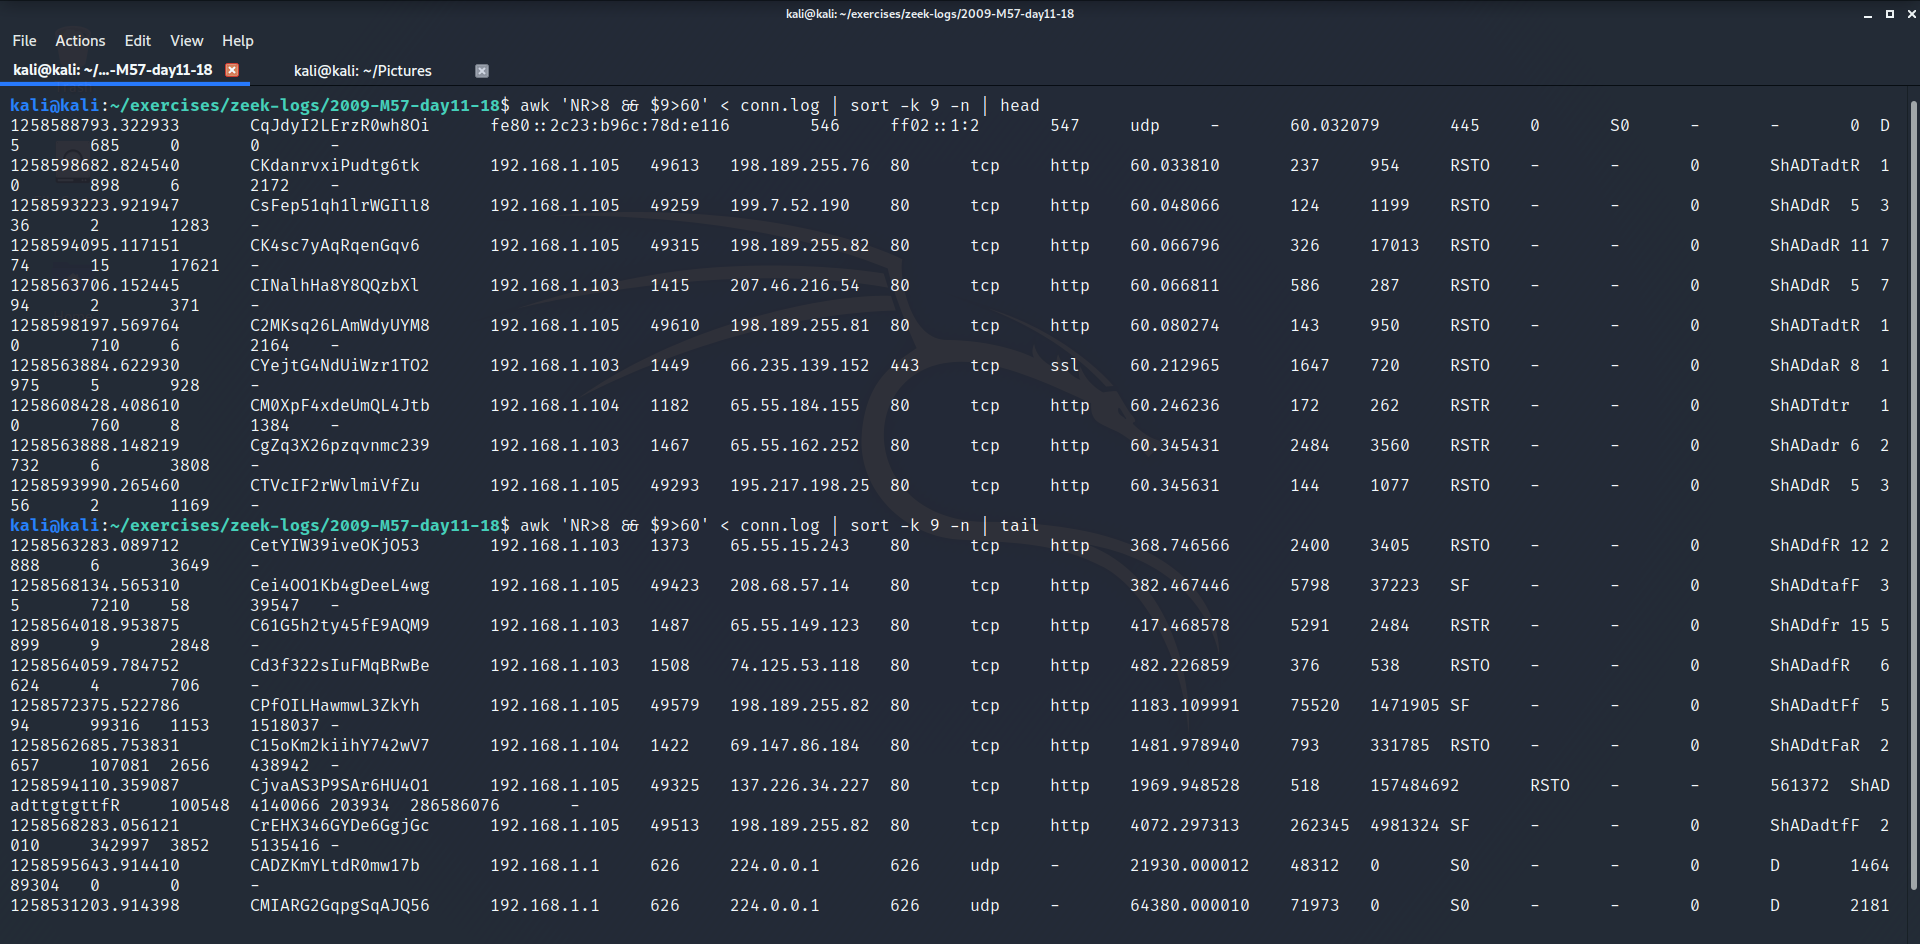 kali@kali: ~/exercises/zeek-logs/2009-M57-day11-18
File Actions Edit View Help
kali@kali: ~/...-M57-day11-18 kali@kali: ~/Pictures
kali@kali:~/exercises/zeek-logs/2009-M57-day11-18$ awk 'NR>8 && $9>60' < conn.log | sort -k 9 -n | head
1258588793.322933 CqJdyI2LErzR0wh8Oi fe80::2c23:b96c:78d:e116 546 ff02::1:2 547 udp - 60.032079 445 0 S0 - - 0 D
5 685 0 0 -
1258598682.824540 CKdanrvxiPudtg6tk 192.168.1.105 49613 198.189.255.76 80 tcp http 60.033810 237 954 RSTO - - 0 ShADTadtR 1
0 898 6 2172 -
1258593223.921947 CsFep51qh1lrWGIll8 192.168.1.105 49259 199.7.52.190 80 tcp http 60.048066 124 1199 RSTO - - 0 ShADdR 5 3
36 2 1283 -
1258594095.117151 CK4sc7yAqRqenGqv6 192.168.1.105 49315 198.189.255.82 80 tcp http 60.066796 326 17013 RSTO - - 0 ShADadR 11 7
74 15 17621 -
1258563706.152445 CINalhHa8Y8QQzbXl 192.168.1.103 1415 207.46.216.54 80 tcp http 60.066811 586 287 RSTO - - 0 ShADdR 5 7
94 2 371 -
1258598197.569764 C2MKsq26LAmWdyUYM8 192.168.1.105 49610 198.189.255.81 80 tcp http 60.080274 143 950 RSTO - - 0 ShADTadtR 1
0 710 6 2164 -
1258563884.622930 CYejtG4NdUiWzr1TO2 192.168.1.103 1449 66.235.139.152 443 tcp ssl 60.212965 1647 720 RSTO - - 0 ShADdaR 8 1
975 5 928 -
1258608428.408610 CM0XpF4xdeUmQL4Jtb 192.168.1.104 1182 65.55.184.155 80 tcp http 60.246236 172 262 RSTR - - 0 ShADTdtr 1
0 760 8 1384 -
1258563888.148219 CgZq3X26pzqvnmc239 192.168.1.103 1467 65.55.162.252 80 tcp http 60.345431 2484 3560 RSTR - - 0 ShADadr 6 2
732 6 3808 -
1258593990.265460 CTVcIF2rWvlmiVfZu 192.168.1.105 49293 195.217.198.25 80 tcp http 60.345631 144 1077 RSTO - - 0 ShADdR 5 3
56 2 1169 -
kali@kali:~/exercises/zeek-logs/2009-M57-day11-18$ awk 'NR>8 && $9>60' < conn.log | sort -k 9 -n | tail
1258563283.089712 CetYIW39iveOKjO53 192.168.1.103 1373 65.55.15.243 80 tcp http 368.746566 2400 3405 RSTO - - 0 ShADdfR 12 2
888 6 3649 -
1258568134.565310 Cei4OO1Kb4gDeeL4wg 192.168.1.105 49423 208.68.57.14 80 tcp http 382.467446 5798 37223 SF - - 0 ShADdtafF 3
5 7210 58 39547 -
1258564018.953875 C61G5h2ty45fE9AQM9 192.168.1.103 1487 65.55.149.123 80 tcp http 417.468578 5291 2484 RSTR - - 0 ShADdfr 15 5
899 9 2848 -
1258564059.784752 Cd3f322sIuFMqBRwBe 192.168.1.103 1508 74.125.53.118 80 tcp http 482.226859 376 538 RSTO - - 0 ShADadfR 6
624 4 706 -
1258572375.522786 CPfOILHawmwL3ZkYh 192.168.1.105 49579 198.189.255.82 80 tcp http 1183.109991 75520 1471905 SF - - 0 ShADadtFf 5
94 99316 1153 1518037 -
1258562685.753831 C15oKm2kiihY742wV7 192.168.1.104 1422 69.147.86.184 80 tcp http 1481.978940 793 331785 RSTO - - 0 ShADdtFaR 2
657 107081 2656 438942 -
1258594110.359087 CjvaAS3P9SAr6HU4O1 192.168.1.105 49325 137.226.34.227 80 tcp http 1969.948528 518 157484692 RSTO - - 561372 ShAD
adttgtgttfR 100548 4140066 203934 286586076 -
1258568283.056121 CrEHX346GYDe6GgjGc 192.168.1.105 49513 198.189.255.82 80 tcp http 4072.297313 262345 4981324 SF - - 0 ShADadtfF 2
010 342997 3852 5135416 -
1258595643.914410 CADZKmYLtdR0mw17b 192.168.1.1 626 224.0.0.1 626 udp - 21930.000012 48312 0 S0 - - 0 D 1464
89304 0 0 -
1258531203.914398 CMIARG2GqpgSqAJQ56 192.168.1.1 626 224.0.0.1 626 udp - 64380.000010 71973 0 S0 - - 0 D 2181